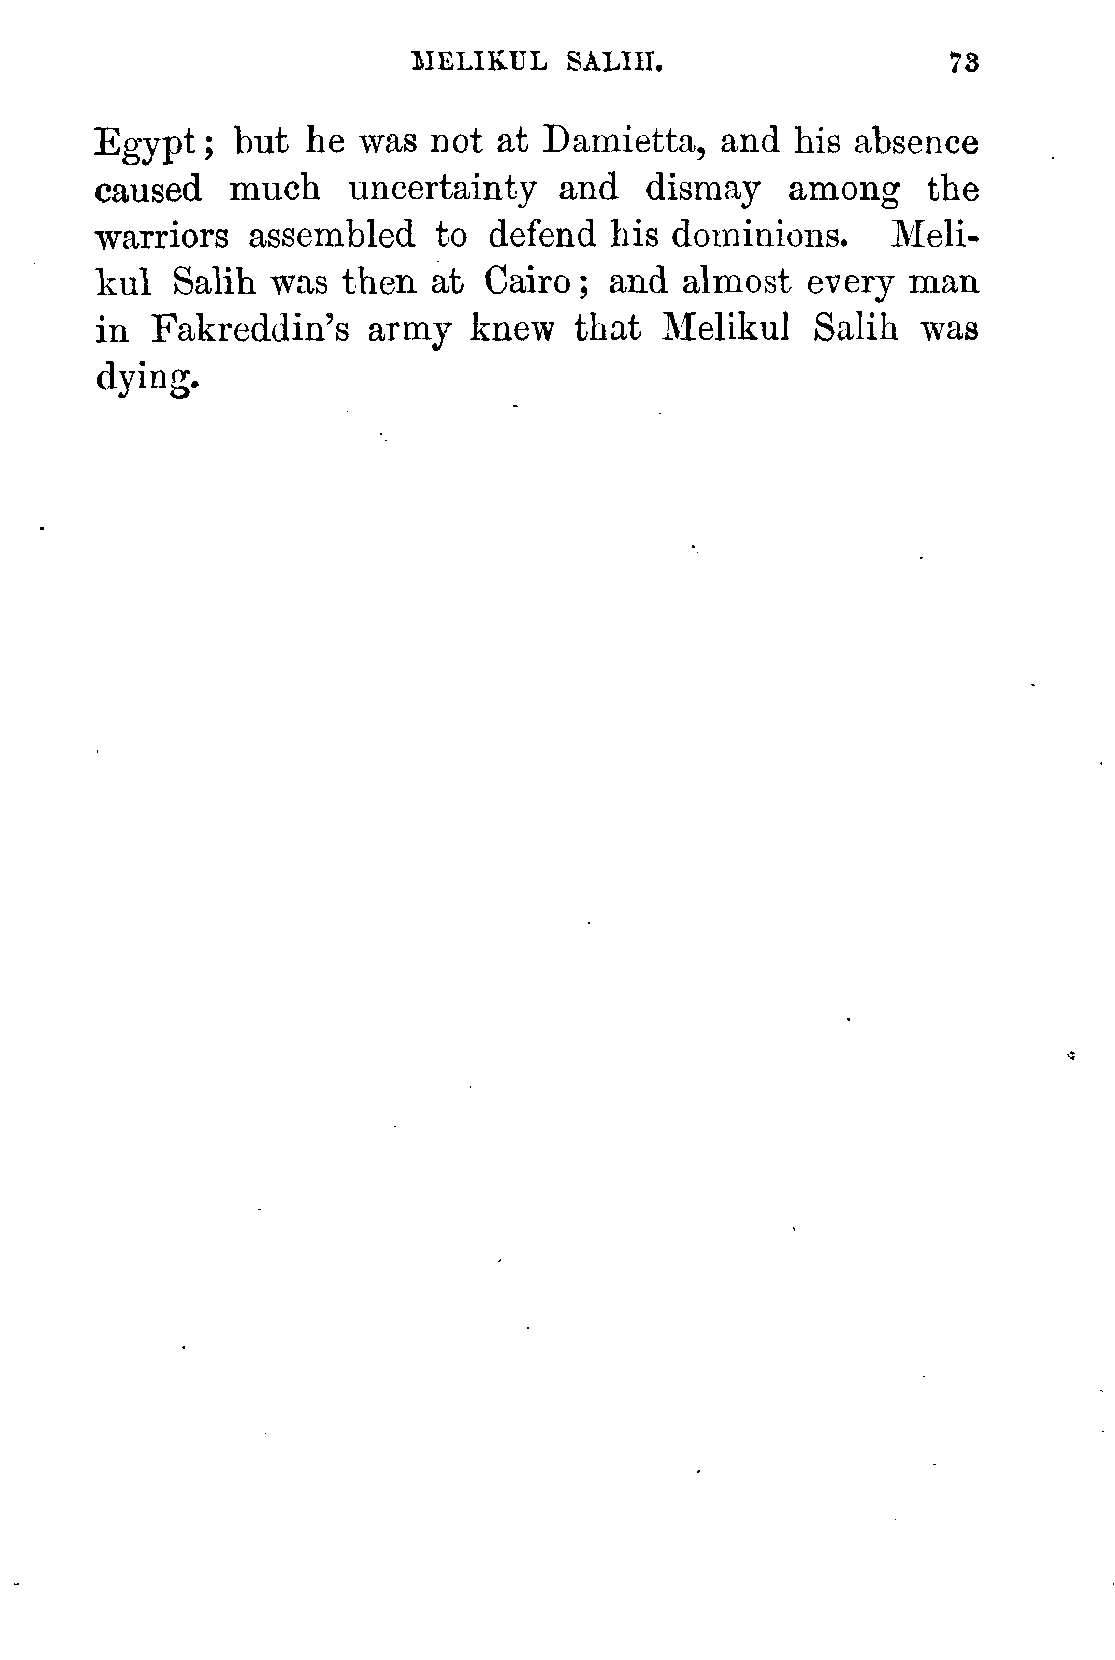 MELIKUL SALIH. 73
Egypt; but he was not at Damietta, and his absence
caused much uncertainty and dismay among the
warriors assembled to defend his dominions. Meli-
kul Salih was then at Cairo; and almost every man
in Fakreddin's army knew that Melikul Salih was
dying.